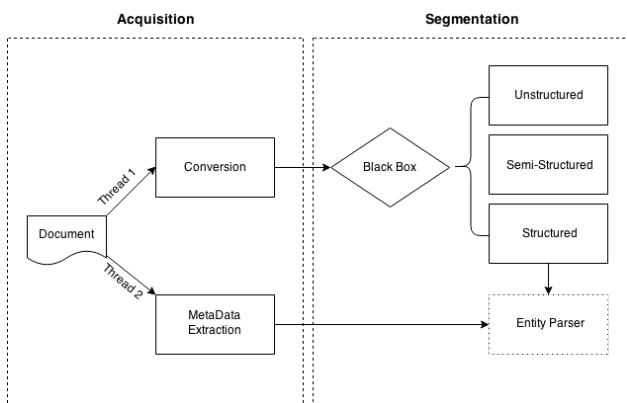 Acquisition
Segmentation
Unstructured
Thread 1
Conversion
Black Box
Semi-Structured
Document
Structured
Thread 2
MetaData
Extraction
Entity Parser